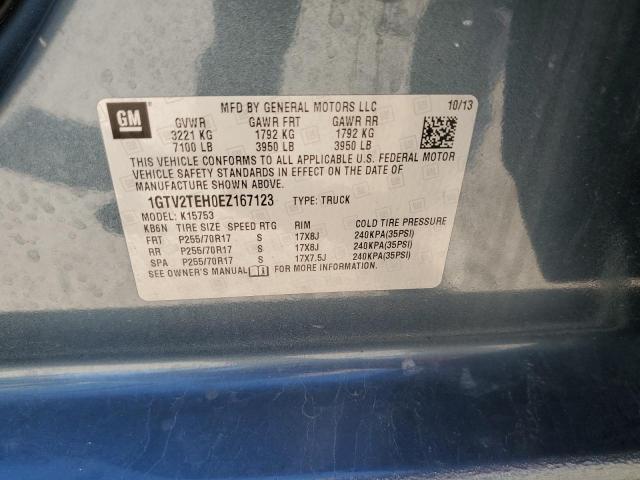 GM
MFD BY GENERAL MOTORS LLC 10/13
GVWR GAWR FRT GAWR RR
3221 KG 1792 KG 1792 KG
7100 LB 3950 LB 3950 LB
THIS VEHICLE CONFORMS TO ALL APPLICABLE U.S. FEDERAL MOTOR
VEHICLE SAFETY STANDARDS IN EFFECT ON THE DATE OF
MANUFACTURE SHOWN ABOVE.
1GTV2TEH0EZ167123 TYPE: TRUCK
MODEL: K15753
KB6N TIRE SIZE SPEED RTG RIM COLD TIRE PRESSURE
FRT P255/70R17 S 17X8J 240KPA(35PSI)
RR P255/70R17 S 17X8J 240KPA(35PSI)
SPA P255/70R17 S 17X7.5J 240KPA(35PSI)
SEE OWNER'S MANUAL FOR MORE INFORMATION.